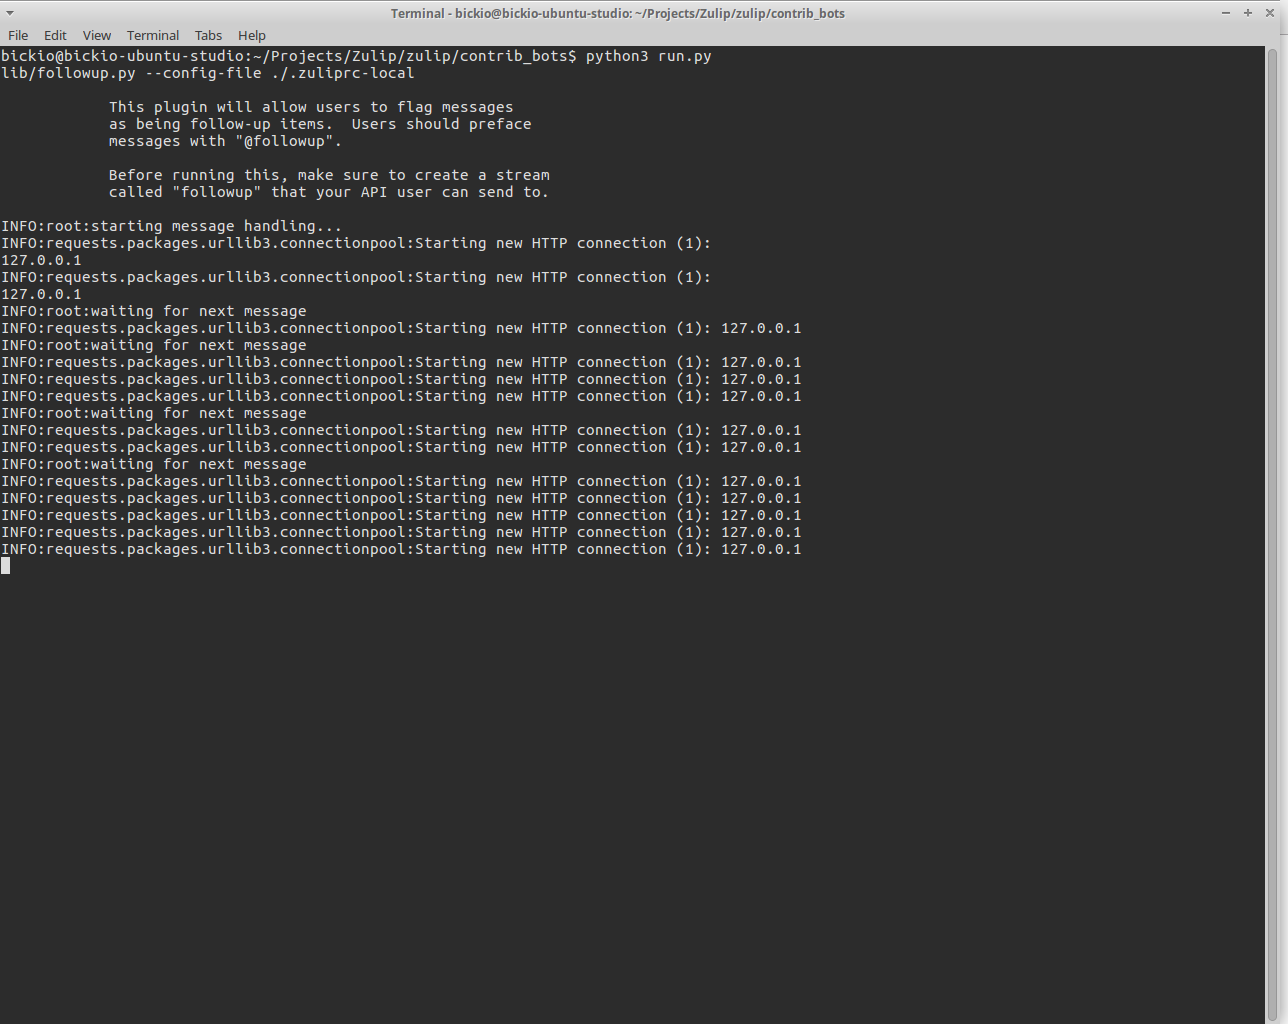 Terminal - bickio@bickio-ubuntu-studio: ~/Projects/Zulip/zulip/contrib_bots
File Edit View Terminal Tabs Help
bickio@bickio-ubuntu-studio:~/Projects/Zulip/zulip/contrib_bots$ python3 run.py
lib/followup.py --config-file ./.zuliprc-local
This plugin will allow users to flag messages
as being follow-up items.  Users should preface
messages with "@followup".
Before running this, make sure to create a stream
called "followup" that your API user can send to.
INFO:root:starting message handling...
INFO:requests.packages.urllib3.connectionpool:Starting new HTTP connection (1):
127.0.0.1
INFO:requests.packages.urllib3.connectionpool:Starting new HTTP connection (1):
127.0.0.1
INFO:root:waiting for next message
INFO:requests.packages.urllib3.connectionpool:Starting new HTTP connection (1): 127.0.0.1
INFO:root:waiting for next message
INFO:requests.packages.urllib3.connectionpool:Starting new HTTP connection (1): 127.0.0.1
INFO:requests.packages.urllib3.connectionpool:Starting new HTTP connection (1): 127.0.0.1
INFO:requests.packages.urllib3.connectionpool:Starting new HTTP connection (1): 127.0.0.1
INFO:root:waiting for next message
INFO:requests.packages.urllib3.connectionpool:Starting new HTTP connection (1): 127.0.0.1
INFO:requests.packages.urllib3.connectionpool:Starting new HTTP connection (1): 127.0.0.1
INFO:root:waiting for next message
INFO:requests.packages.urllib3.connectionpool:Starting new HTTP connection (1): 127.0.0.1
INFO:requests.packages.urllib3.connectionpool:Starting new HTTP connection (1): 127.0.0.1
INFO:requests.packages.urllib3.connectionpool:Starting new HTTP connection (1): 127.0.0.1
INFO:requests.packages.urllib3.connectionpool:Starting new HTTP connection (1): 127.0.0.1
INFO:requests.packages.urllib3.connectionpool:Starting new HTTP connection (1): 127.0.0.1